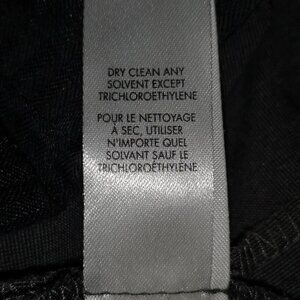 DRY CLEAN ANY
SOLVENT EXCEPT
TRICHLOROETHYLENE
POUR LE NETTOYAGE
À SEC, UTILISER
N'IMPORTE QUEL
SOLVANT SAUF LE
TRICHLOROÉTHYLÈNE